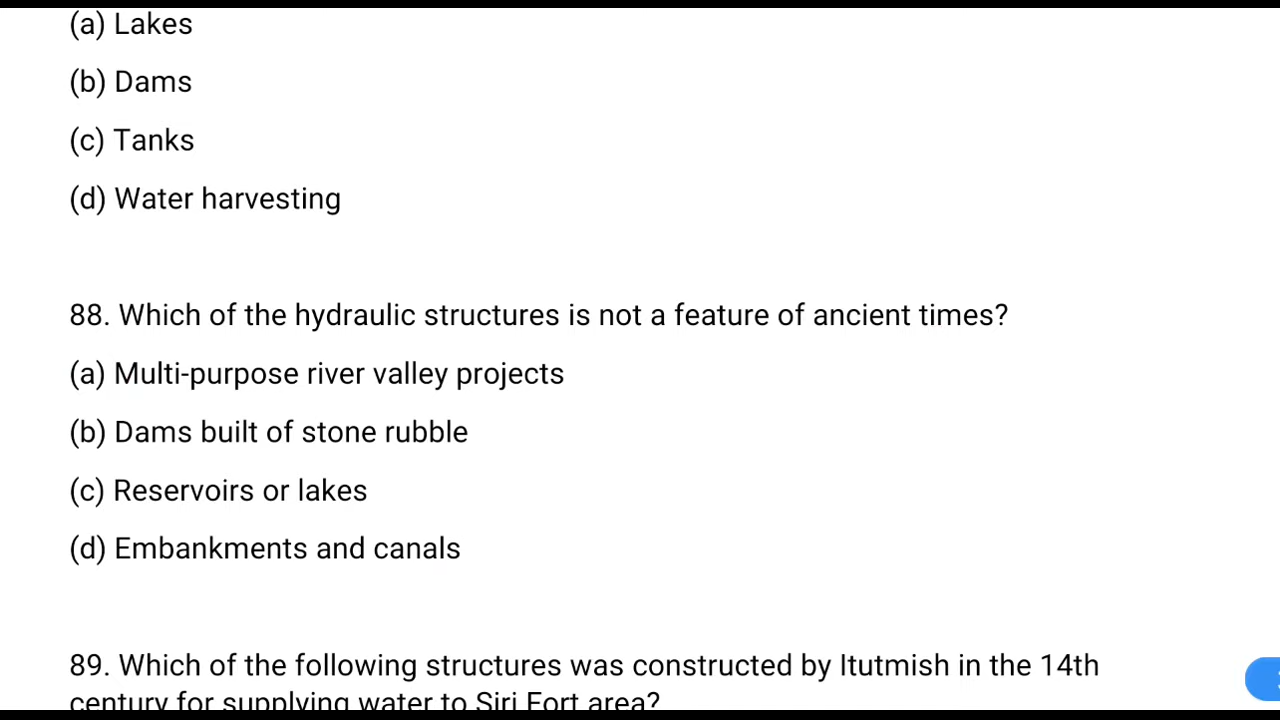 (a) Lakes
(b) Dams
(c) Tanks
(d) Water harvesting
88. Which of the hydraulic structures is not a feature of ancient times?
(a) Multi-purpose river valley projects
(b) Dams built of stone rubble
(c) Reservoirs or lakes
(d) Embankments and canals
89. Which of the following structures was constructed by Itutmish in the 14th
century for supplying water to Siri Fort area?